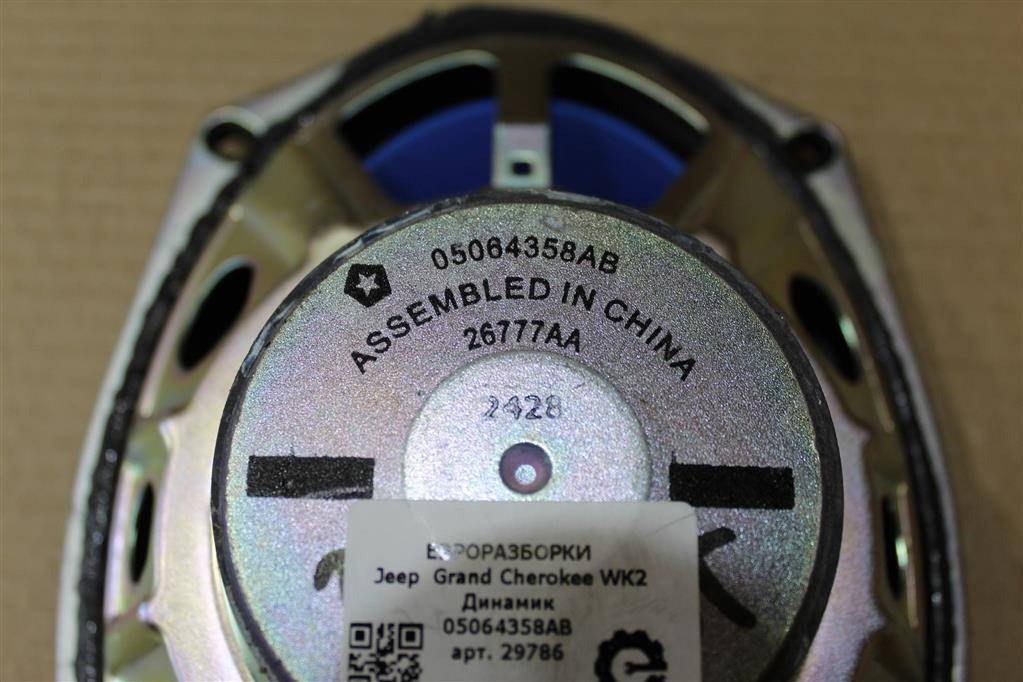 05064358AB
ASSEMBLED IN CHINA
26777AA
2428
ЕВРОРАЗБОРКИ
Jeep Grand Cherokee WK2
Динамик
05064358AB
арт. 29786